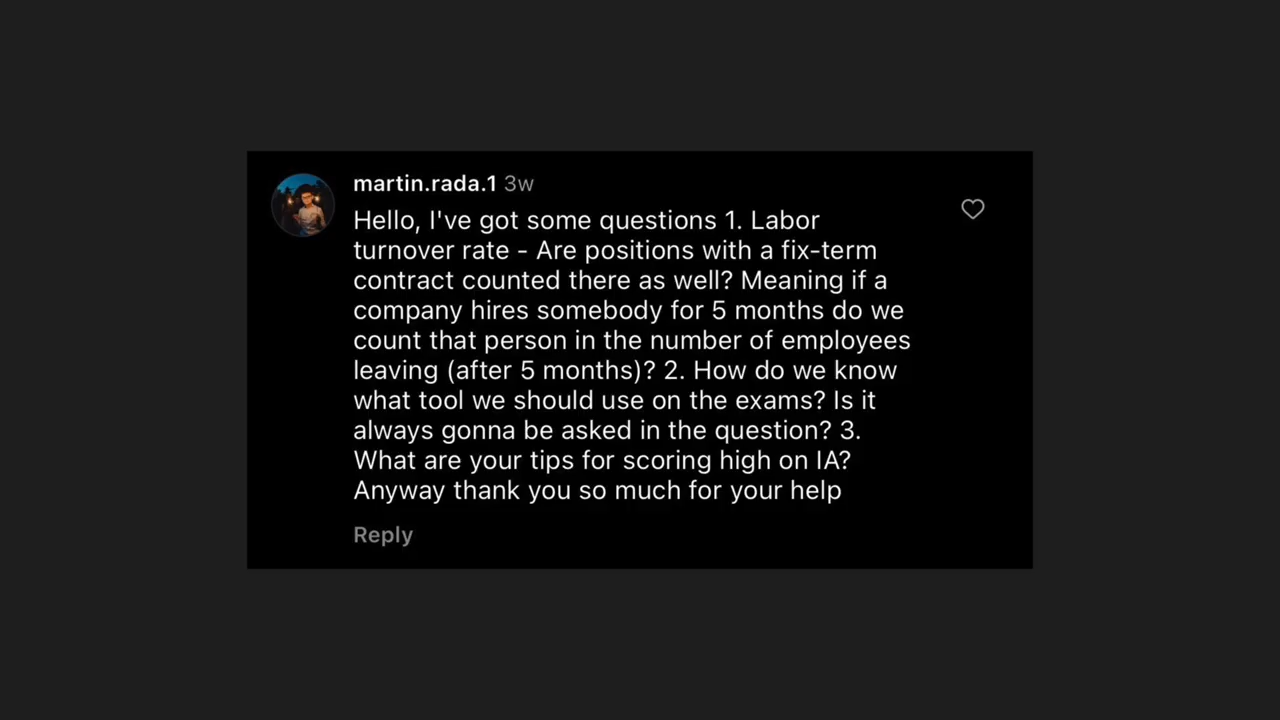 martin.rada.1 3w
Hello, I've got some questions 1. Labor
turnover rate - Are positions with a fix-term
contract counted there as well? Meaning if a
company hires somebody for 5 months do we
count that person in the number of employees
leaving (after 5 months)? 2. How do we know
what tool we should use on the exams? Is it
always gonna be asked in the question? 3.
What are your tips for scoring high on IA?
Anyway thank you so much for your help
Reply